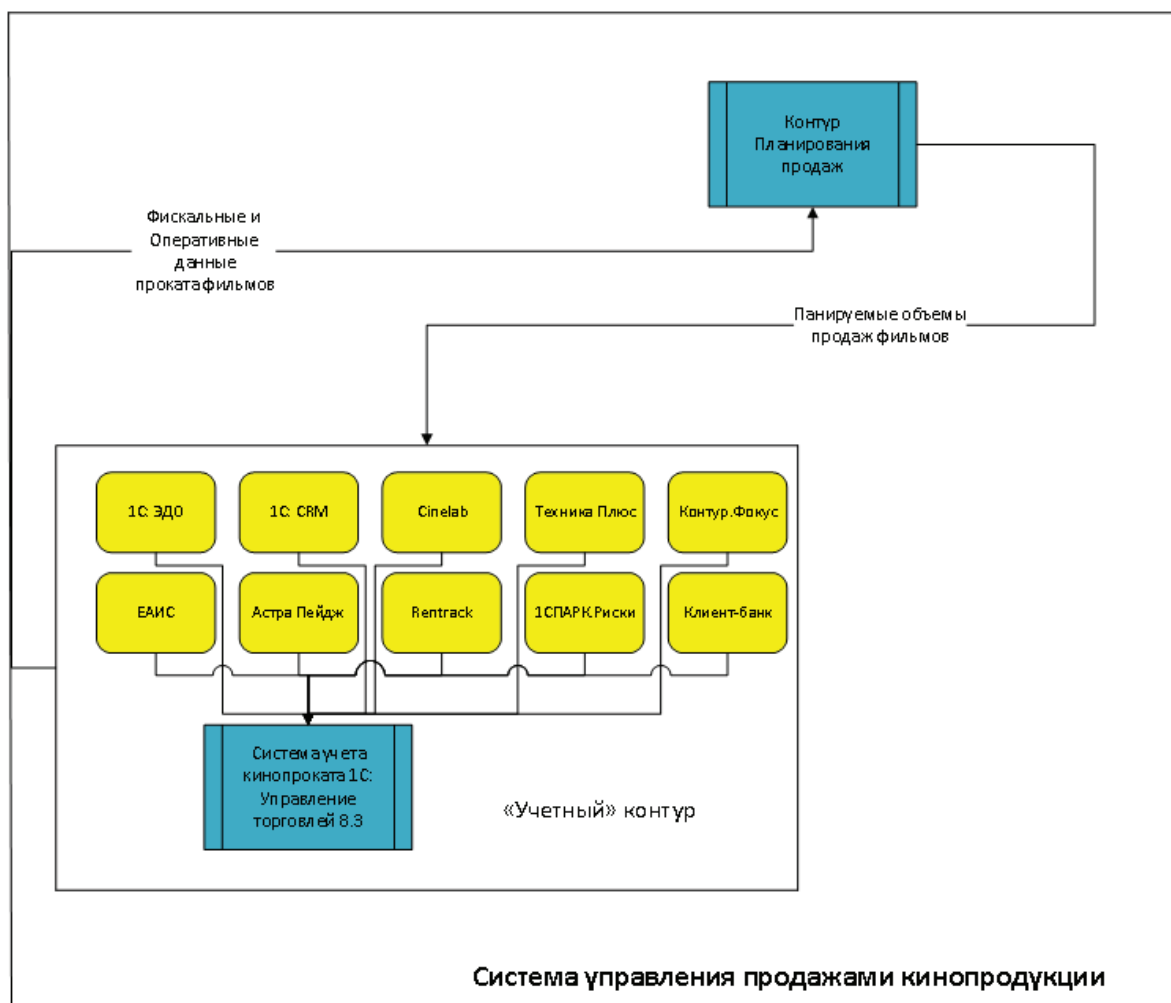 Контур
Планирования
продаж
Фискальные и
Оперативные
данные
проката фильмов
Панируемые объемы
продаж фильмов
1С: ЭДО
1С: CRM
Cinelab
Техника Плюс
Контур.Фокус
ЕАИС
Астра Пейдж
Rentrack
1СПАРК Риски
Клиент-банк
Система учета
кинопроката 1С:
Управление
торговлей 8.3
«Учетный» контур
Система управления продажами кинопродукции